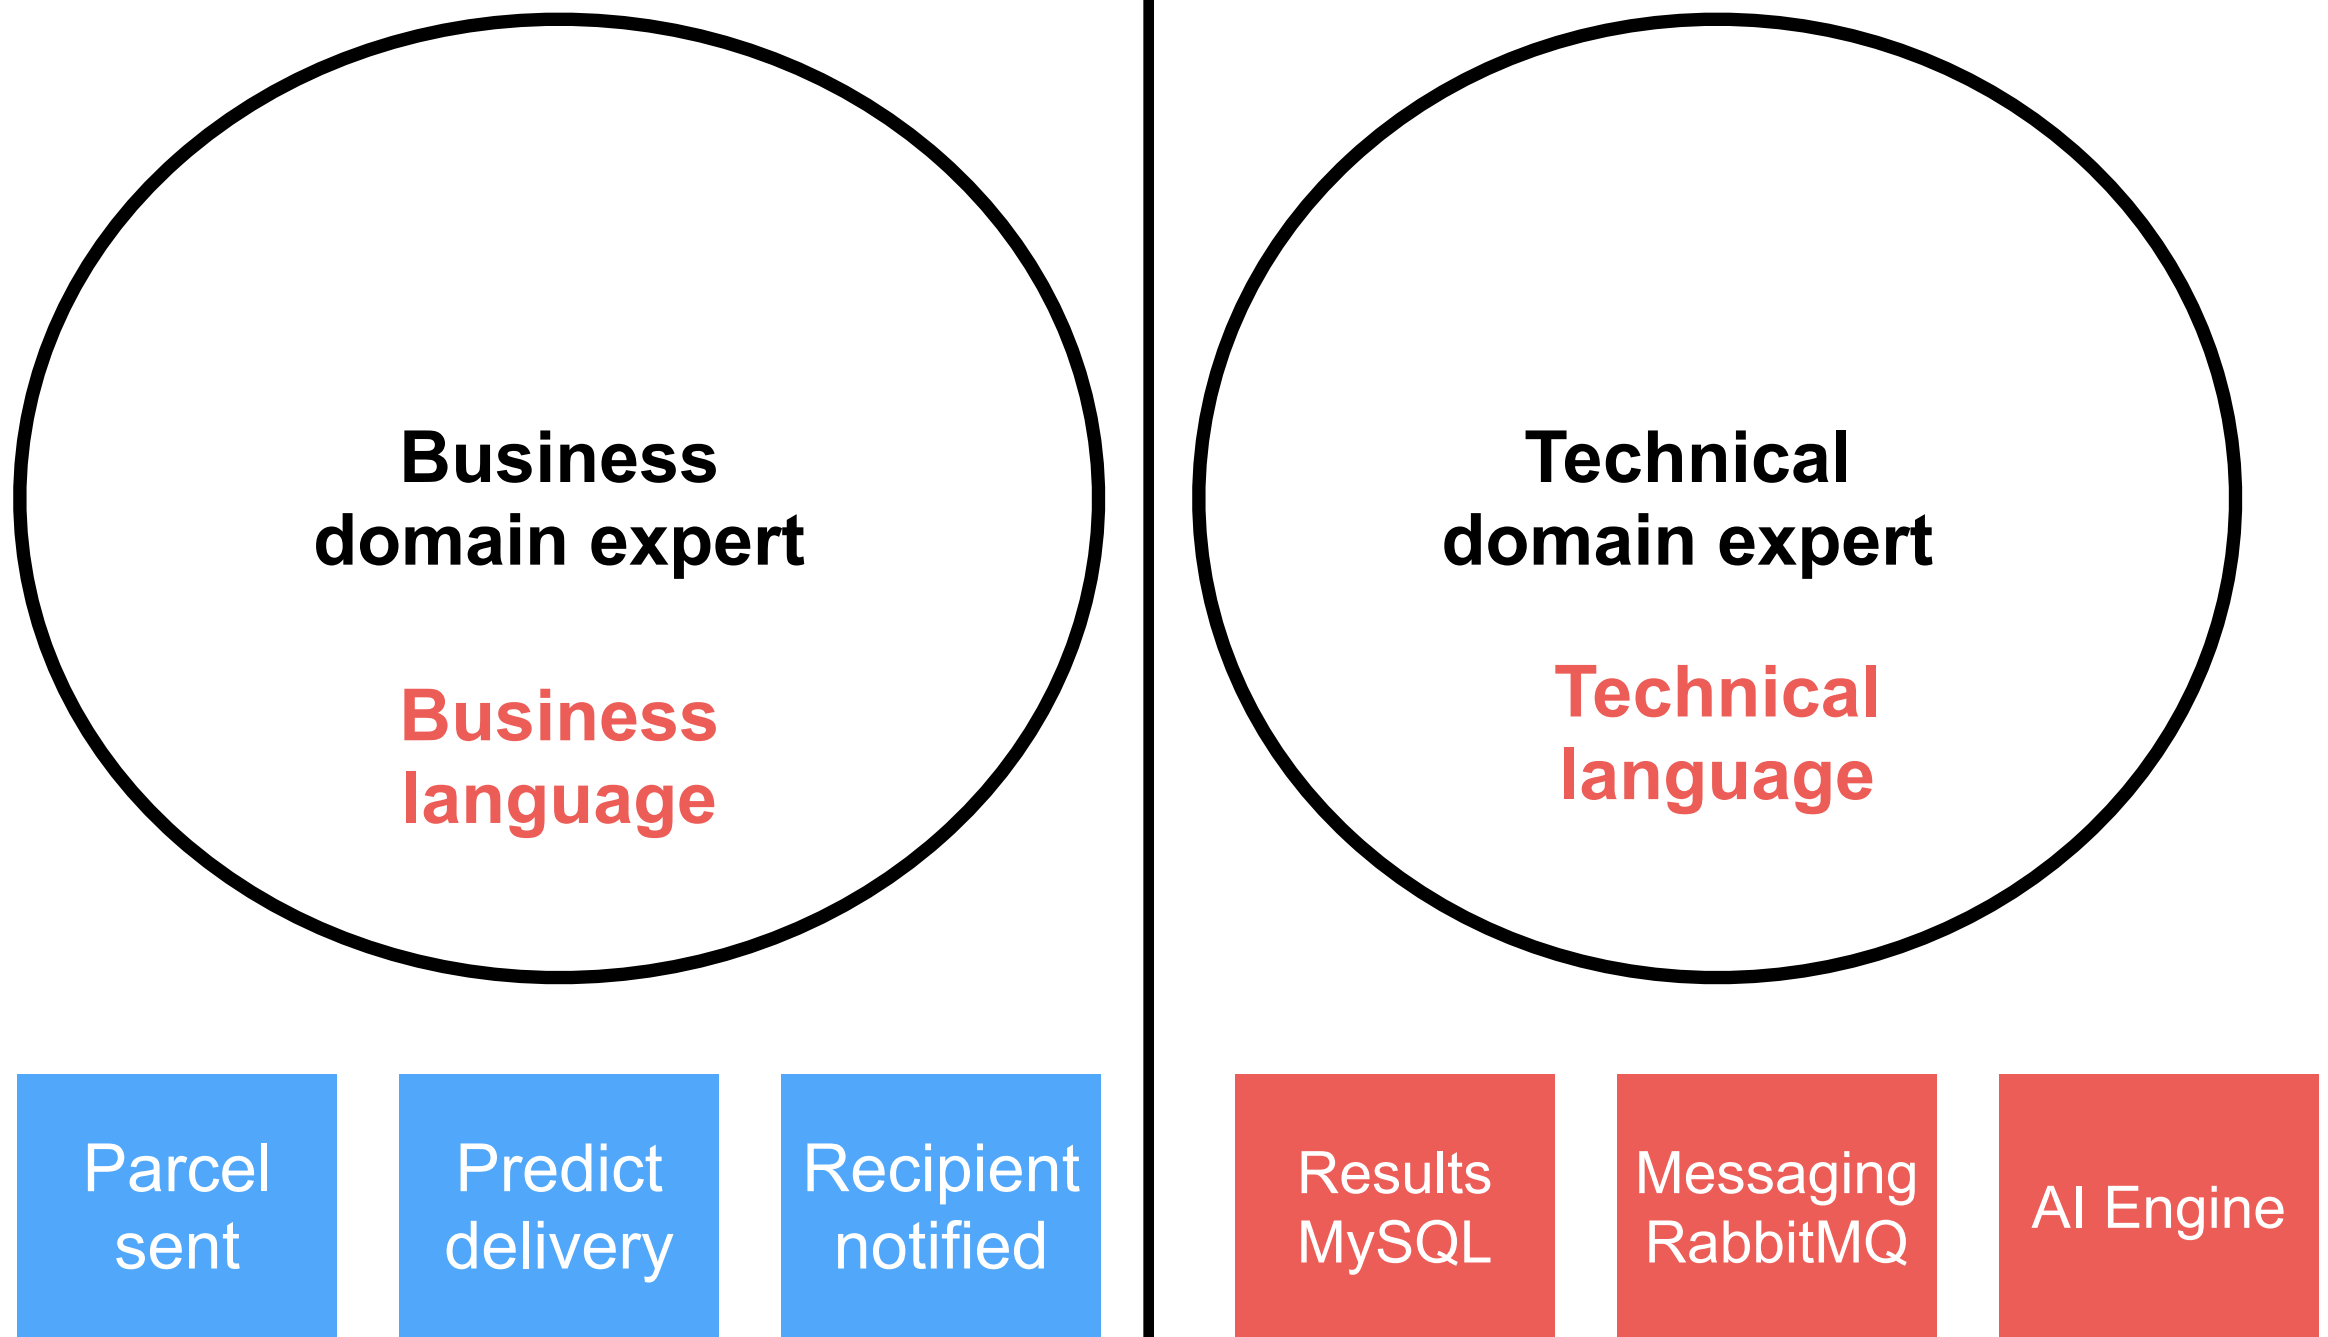 Business
domain expert
Business
language
Technical
domain expert
Technical
language
Parcel
sent
Predict
delivery
Recipient
notified
Results
MySQL
Messaging
RabbitMQ
AI Engine